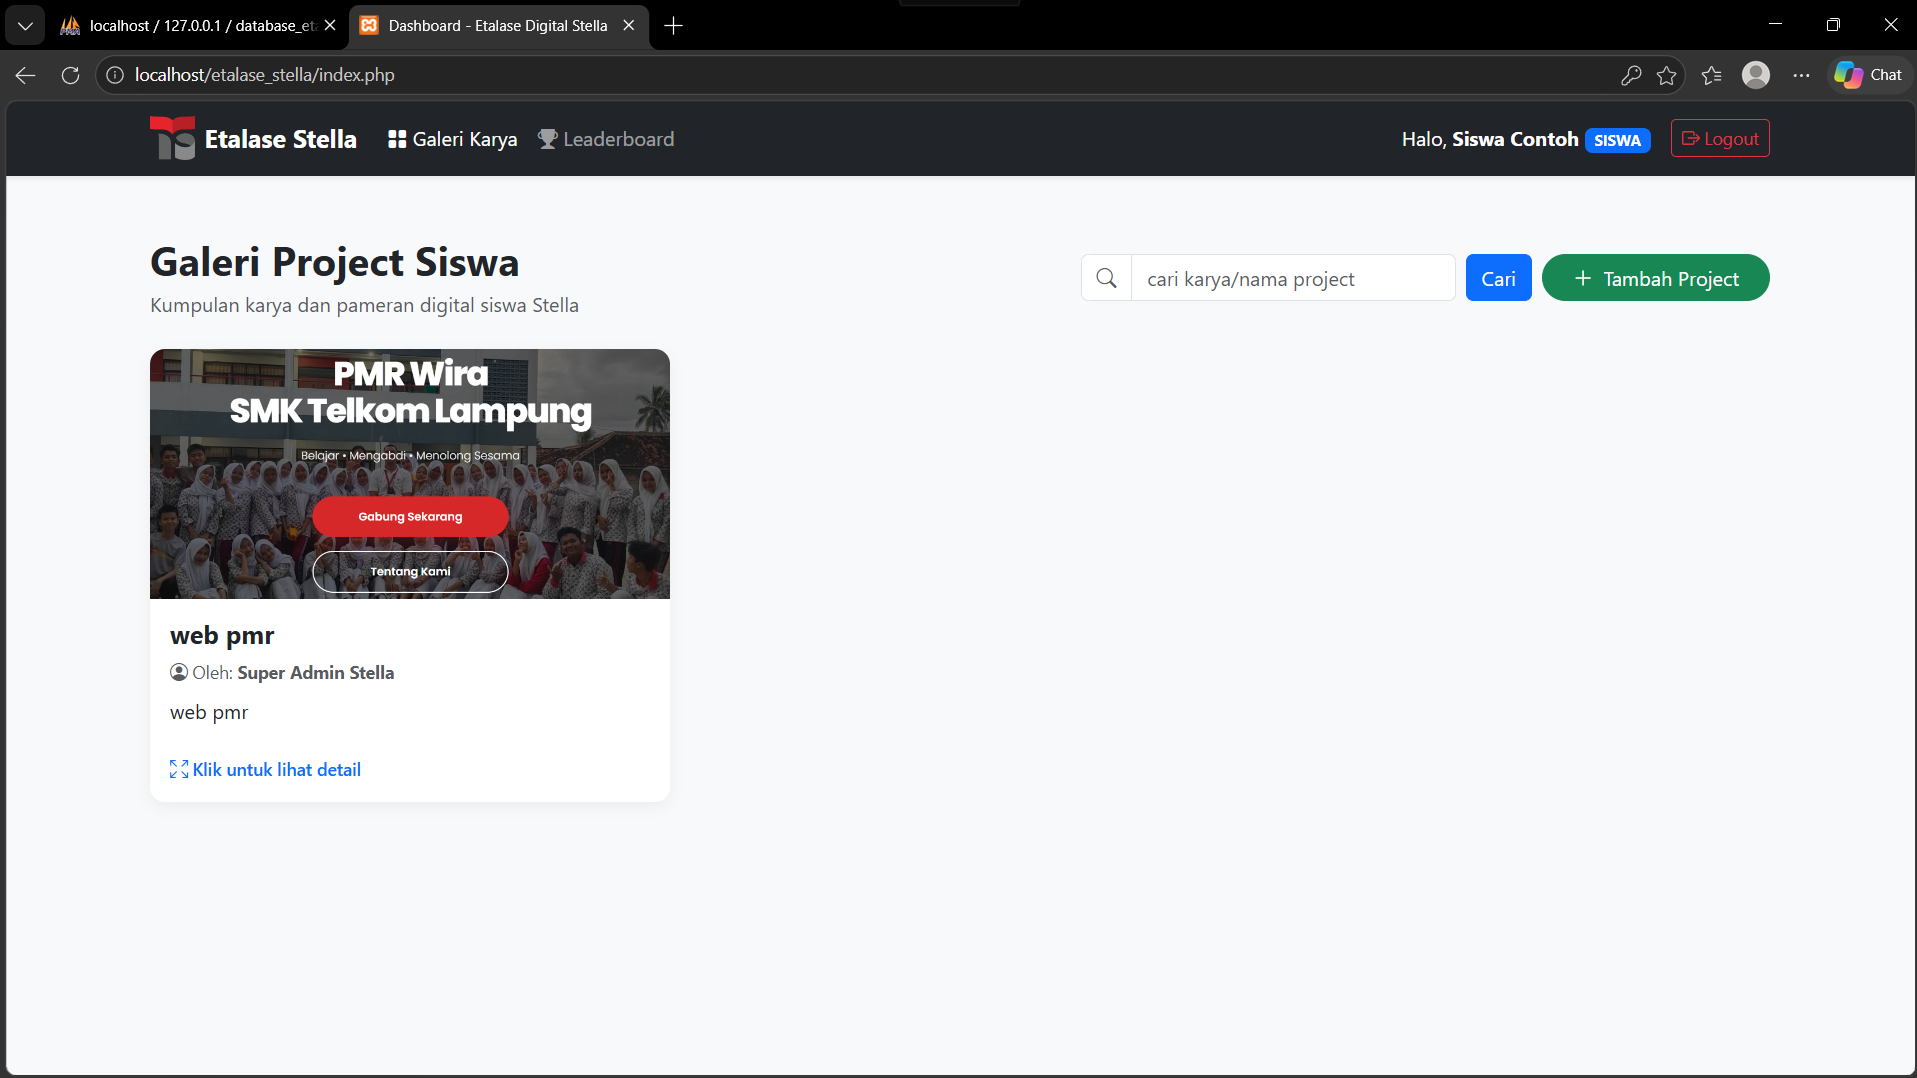 localhost / 127.0.0.1 / database_eta
Dashboard - Etalase Digital Stella
localhost/etalase_stella/index.php
Chat
Etalase Stella
Galeri Karya
Leaderboard
Halo, Siswa Contoh SISWA
Logout
Galeri Project Siswa
Kumpulan karya dan pameran digital siswa Stella
cari karya/nama project
Cari
+ Tambah Project
PMR Wira
SMK Telkom Lampung
Belajar • Mengabdi • Menolong Sesama
Gabung Sekarang
Tentang Kami
web pmr
Oleh: Super Admin Stella
web pmr
Klik untuk lihat detail